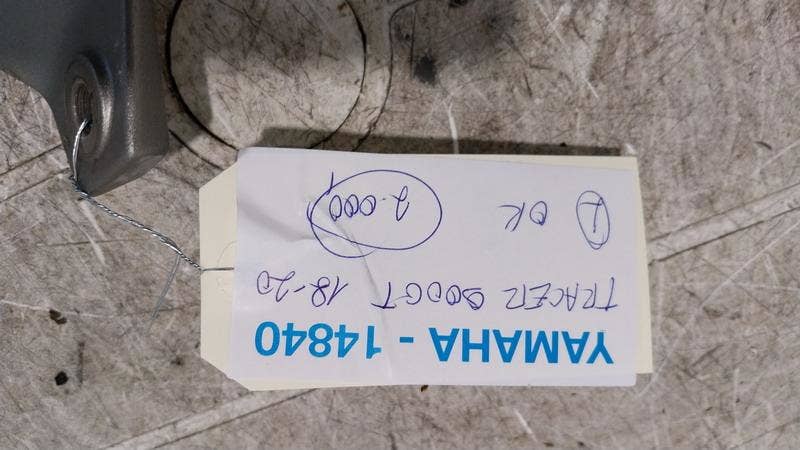 YAMAHA - 14840
TRACER 900GT 18-20
1 OK 2.000